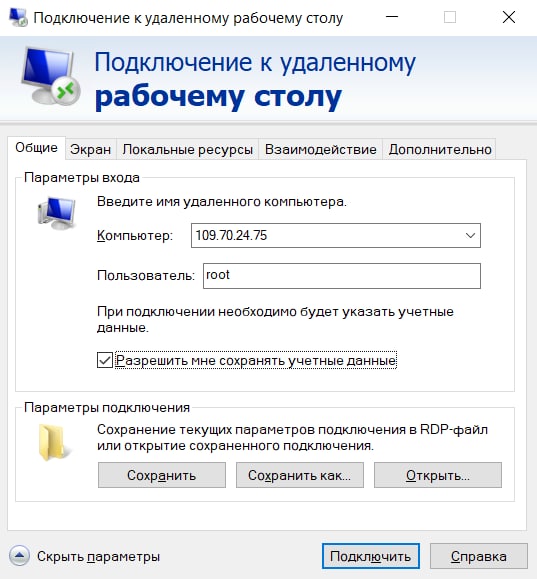 Подключение к удаленному рабочему столу
Подключение к удаленному
рабочему столу
Общие Экран Локальные ресурсы Взаимодействие Дополнительно
Параметры входа
Введите имя удаленного компьютера.
Компьютер: 109.70.24.75
Пользователь: root
При подключении необходимо будет указать учетные
данные.
Разрешить мне сохранять учетные данные
Параметры подключения
Сохранение текущих параметров подключения в RDP-файл
или открытие сохраненного подключения.
Сохранить Сохранить как... Открыть...
Скрыть параметры Подключить Справка